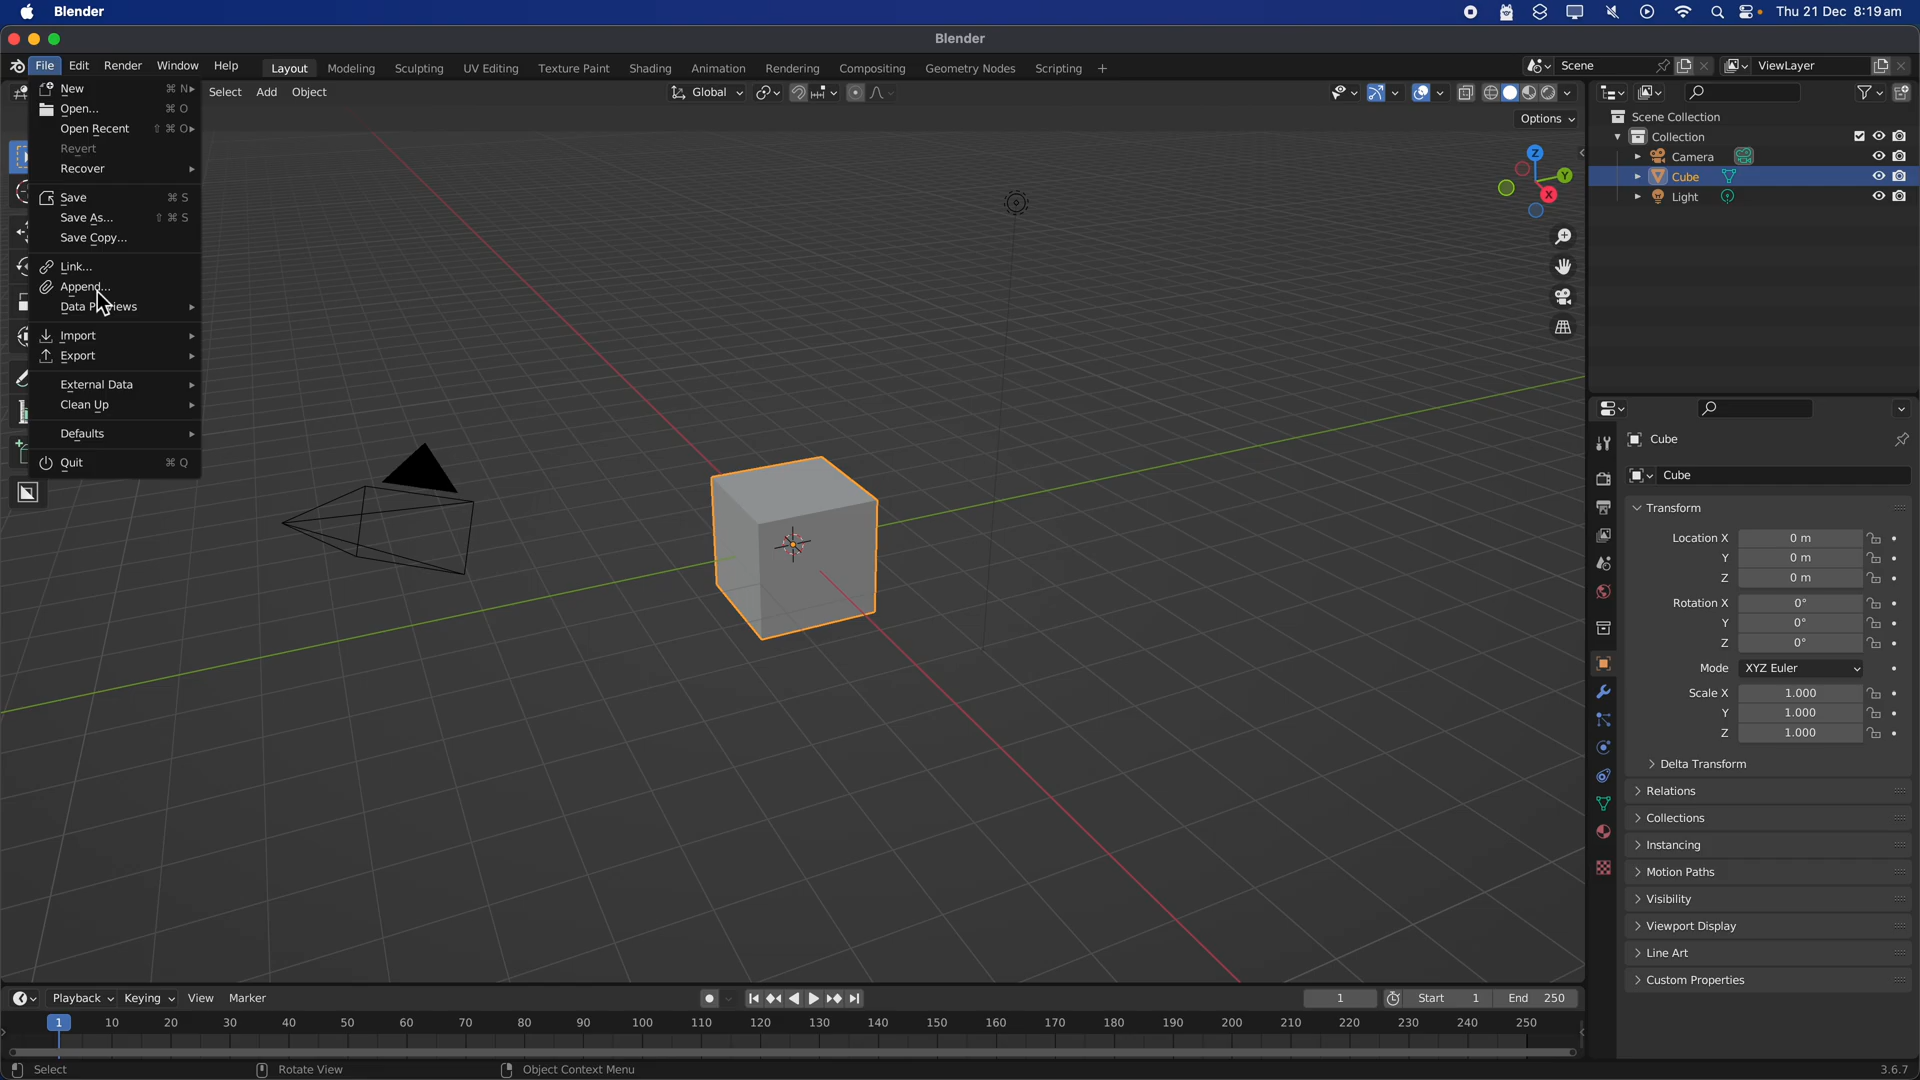 Blender
Thu 21 Dec 8:19 am
Blender
File Edit Render Window Help
Layout Modeling Sculpting UV Editing Texture Paint Shading Animation Rendering Compositing Geometry Nodes Scripting +
Scene
ViewLayer
New ⌘ N
Open... ⌘ O
Open Recent ⇧ ⌘ O
Revert
Recover
Save ⌘ S
Save As... ⇧ ⌘ S
Save Copy...
Link...
Append...
Data
Import
Export
External Data
Clean Up
Defaults
Quit ⌘ Q
Select Add Object
Global
Options
Z
Y
X
Scene Collection
Collection
Camera
Cube
Light
Cube
Cube
Transform
Location X 0 m
Y 0 m
Z 0 m
Rotation X 0°
Y 0°
Z 0°
Mode XYZ Euler
Scale X 1.000
Y 1.000
Z 1.000
Delta Transform
Relations
Collections
Instancing
Motion Paths
Visibility
Viewport Display
Line Art
Custom Properties
Playback Keying View Marker
1 Start 1 End 250
1 10 20 30 40 50 60 70 80 90 100 110 120 130 140 150 160 170 180 190 200 210 220 230 240 250
Select Rotate View Object Context Menu 3.6.7